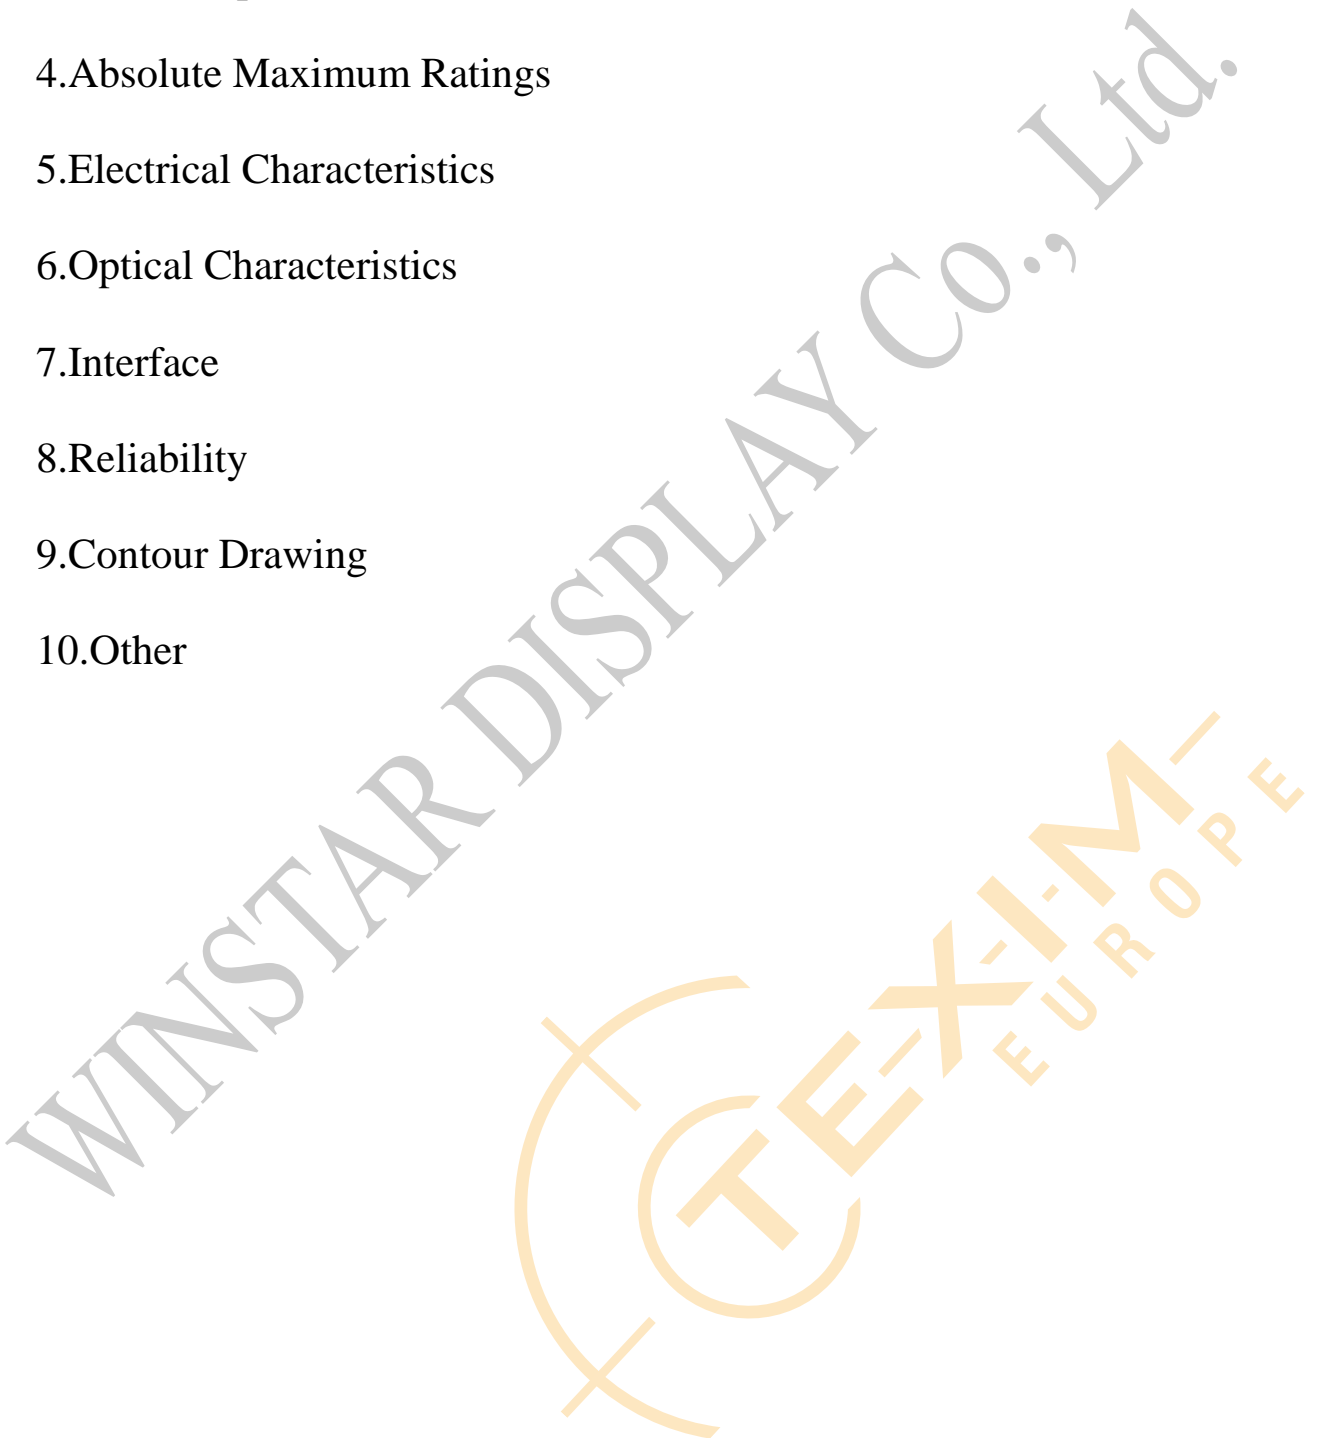 4.Absolute Maximum Ratings
5.Electrical Characteristics
6.Optical Characteristics
7.Interface
8.Reliability
9.Contour Drawing
10.Other
WINSTAR DISPLAY Co., Ltd.
TEXIM
EUROPE